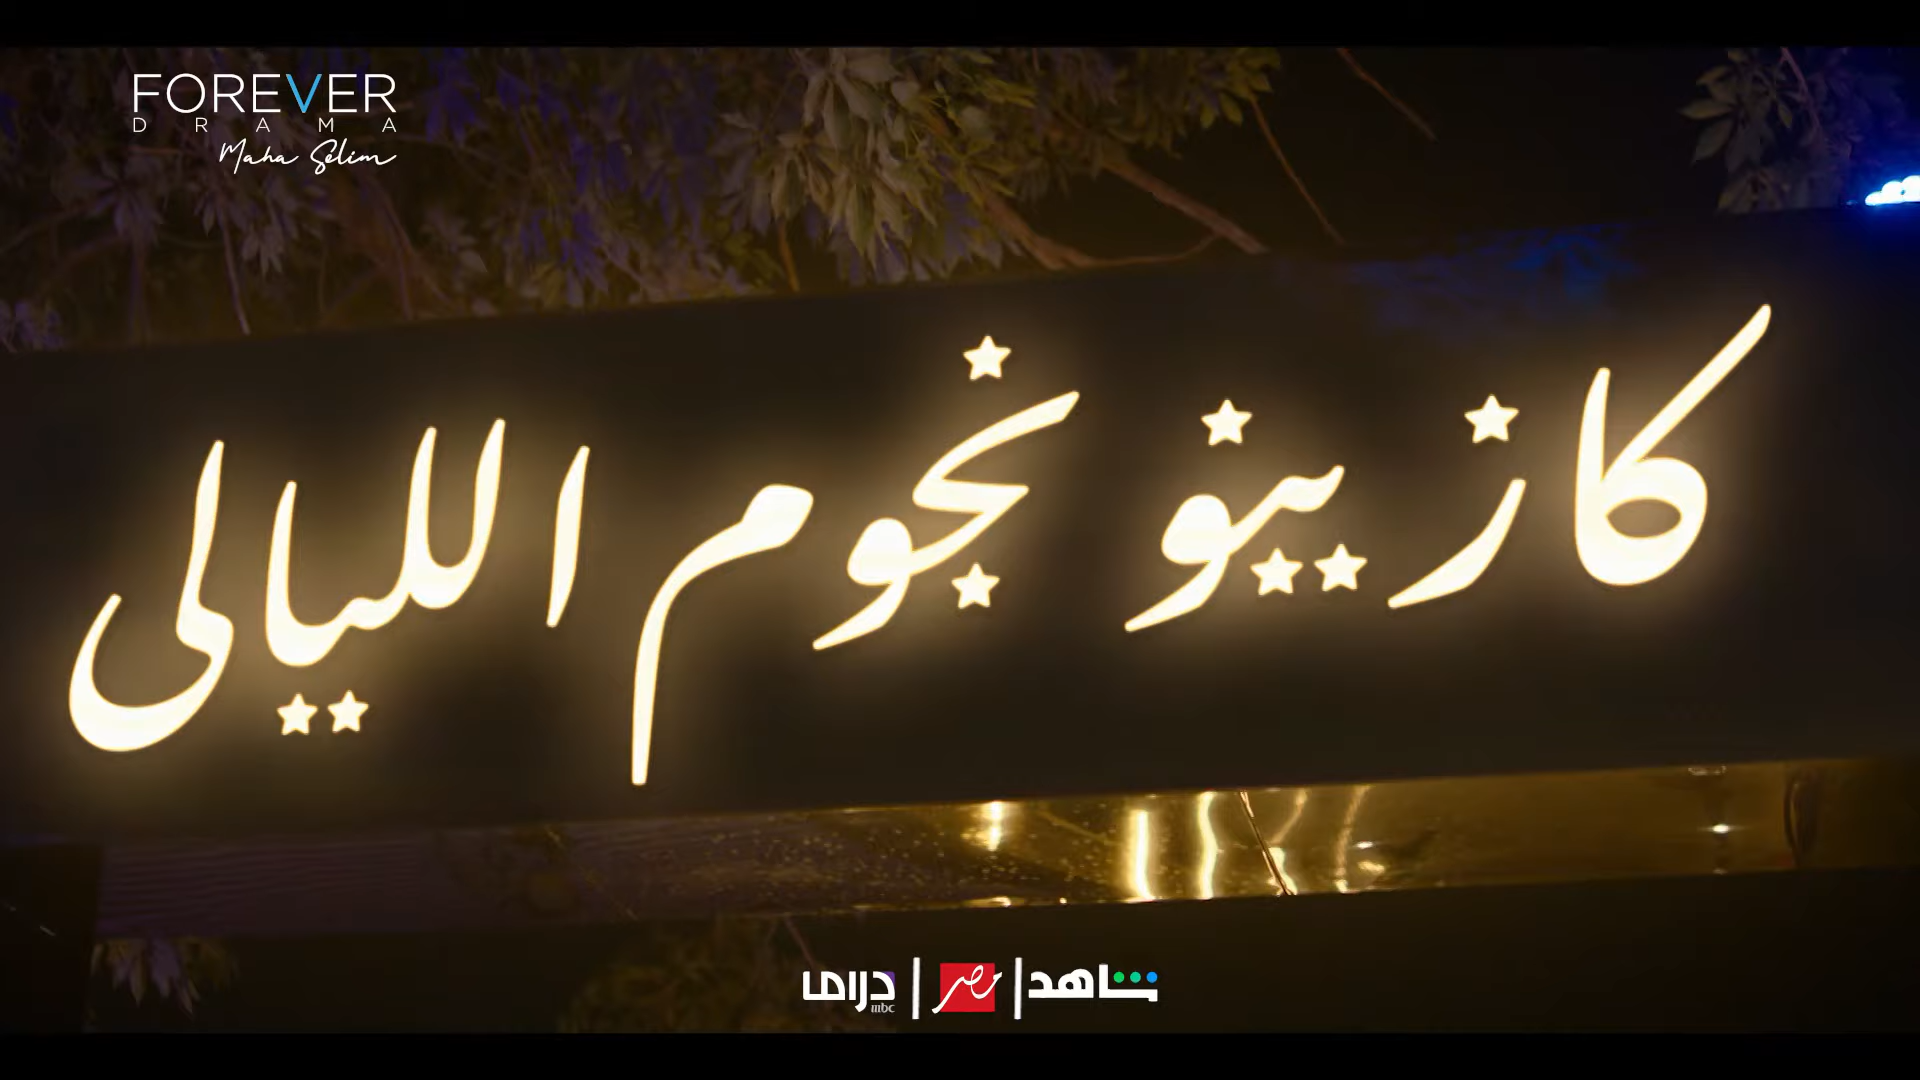 FOREVER
DRAMA
Maha Selim
كازينو نجوم الليالى
شاهد | مصر | دراما
mbc